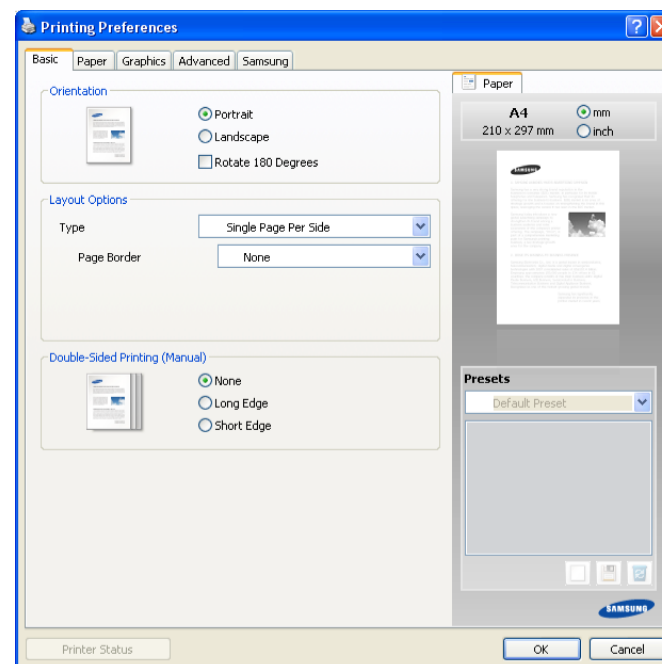 Printing Preferences
Basic Paper Graphics Advanced Samsung
Orientation
Portrait
Landscape
Rotate 180 Degrees
Layout Options
Type Single Page Per Side
Page Border None
Double-Sided Printing (Manual)
None
Long Edge
Short Edge
Paper
A4 mm
210 x 297 mm inch
SAMSUNG
Presets
Default Preset
SAMSUNG
Printer Status OK Cancel